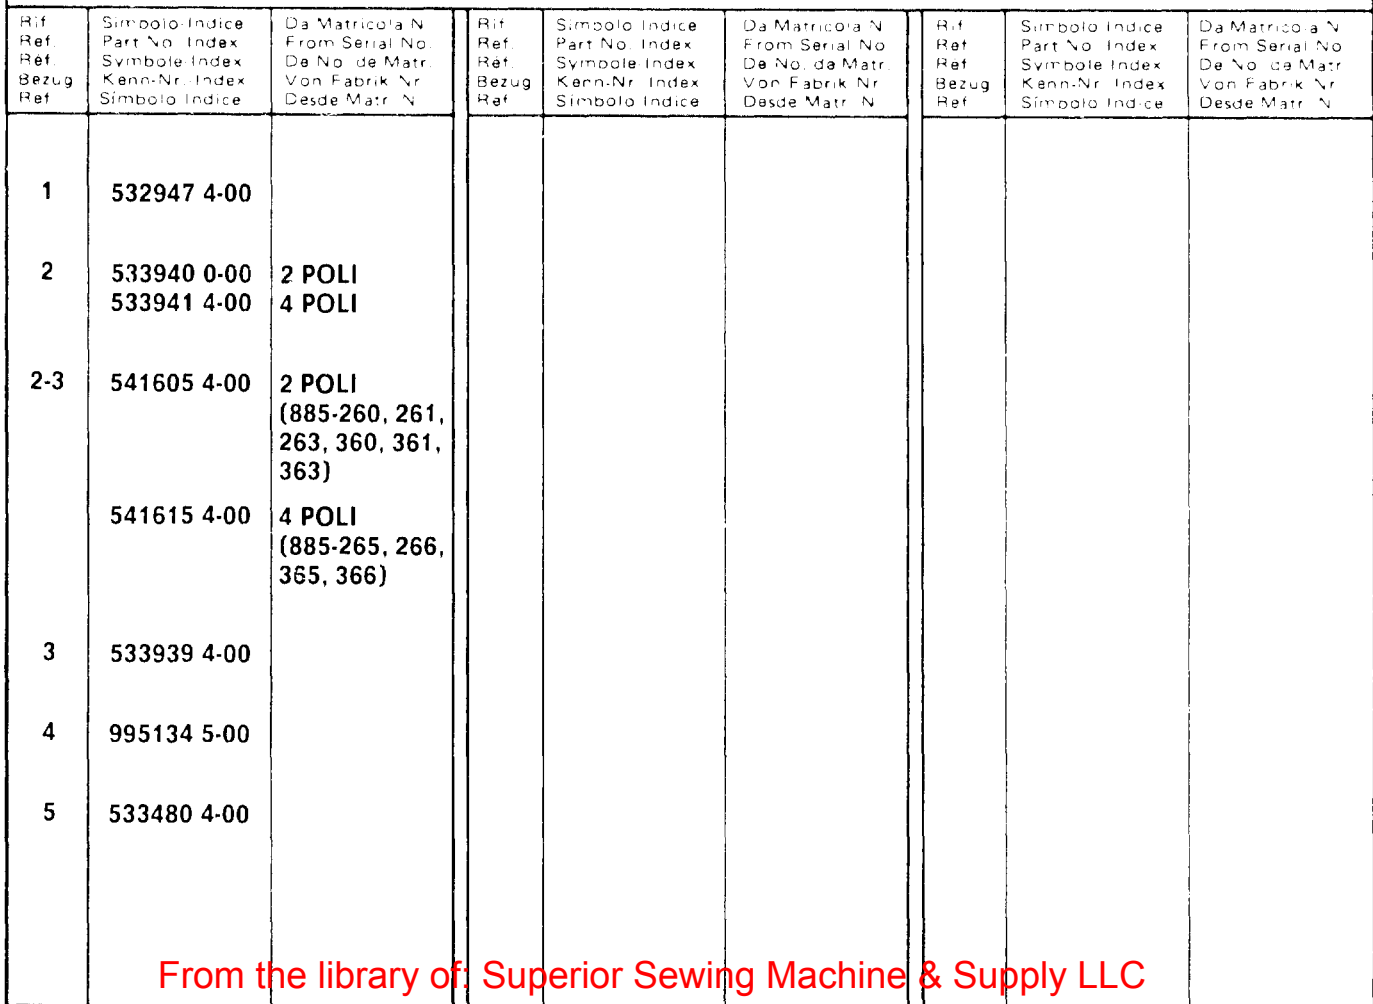 Rif. Simbolo-Indice Da Matricola N.
Ref. Part No. Index From Serial No.
Réf. Symbole-Index De No. de Matr.
Bezug Kenn-Nr. Index Von Fabrik Nr.
Ref. Símbolo Indice Desde Matr. N.
Rif. Simbolo Indice Da Matricola N.
Ref. Part No. Index From Serial No.
Réf. Symbole Index De No. de Matr.
Bezug Kenn-Nr. Index Von Fabrik Nr.
Ref Símbolo Indice Desde Matr. N.
Rif Simbolo Indice Da Matricola N
Ref Part No. Index From Serial No
Ref Symbole Index De No. de Matr
Bezug Kenn-Nr. Index Von Fabrik Nr
Ref Símbolo Indice Desde Matr. N
1 532947 4-00
2 533940 0-00 2 POLI
533941 4-00 4 POLI
2-3 541605 4-00 2 POLI
(885-260, 261,
263, 360, 361,
363)
541615 4-00 4 POLI
(885-265, 266,
365, 366)
3 533939 4-00
4 995134 5-00
5 533480 4-00
From the library of: Superior Sewing Machine & Supply LLC